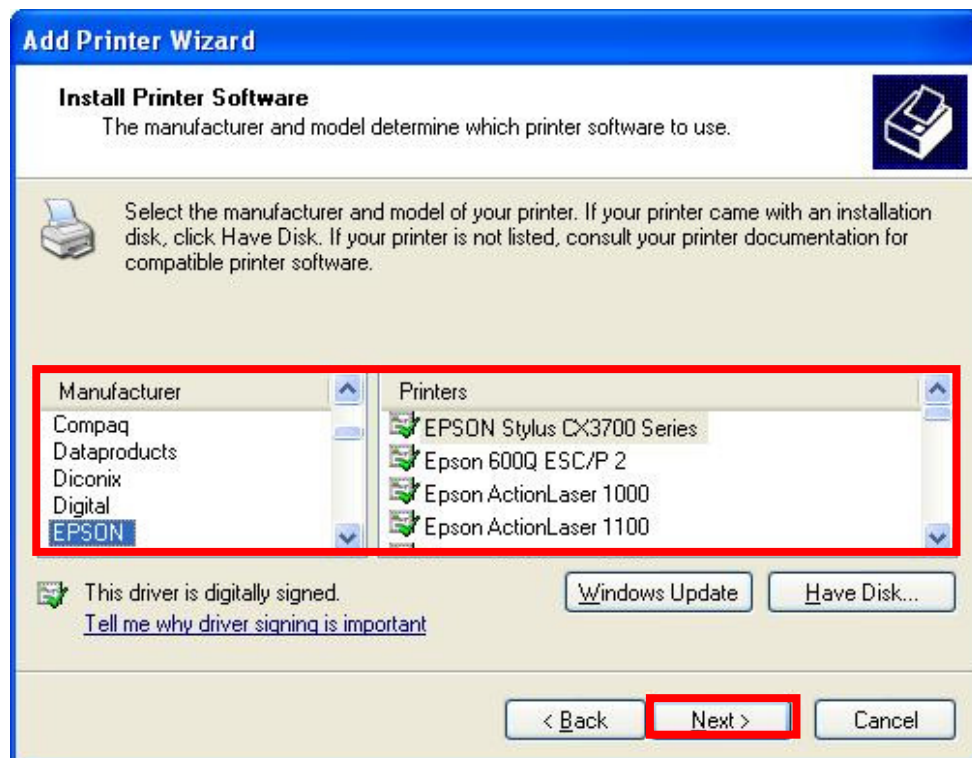 Add Printer Wizard
Install Printer Software
The manufacturer and model determine which printer software to use.
Select the manufacturer and model of your printer. If your printer came with an installation
disk, click Have Disk. If your printer is not listed, consult your printer documentation for
compatible printer software.
Manufacturer
Compaq
Dataproducts
Diconix
Digital
EPSON
Printers
EPSON Stylus CX3700 Series
Epson 600Q ESC/P 2
Epson ActionLaser 1000
Epson ActionLaser 1100
This driver is digitally signed.
Tell me why driver signing is important
Windows Update
Have Disk...
< Back
Next >
Cancel